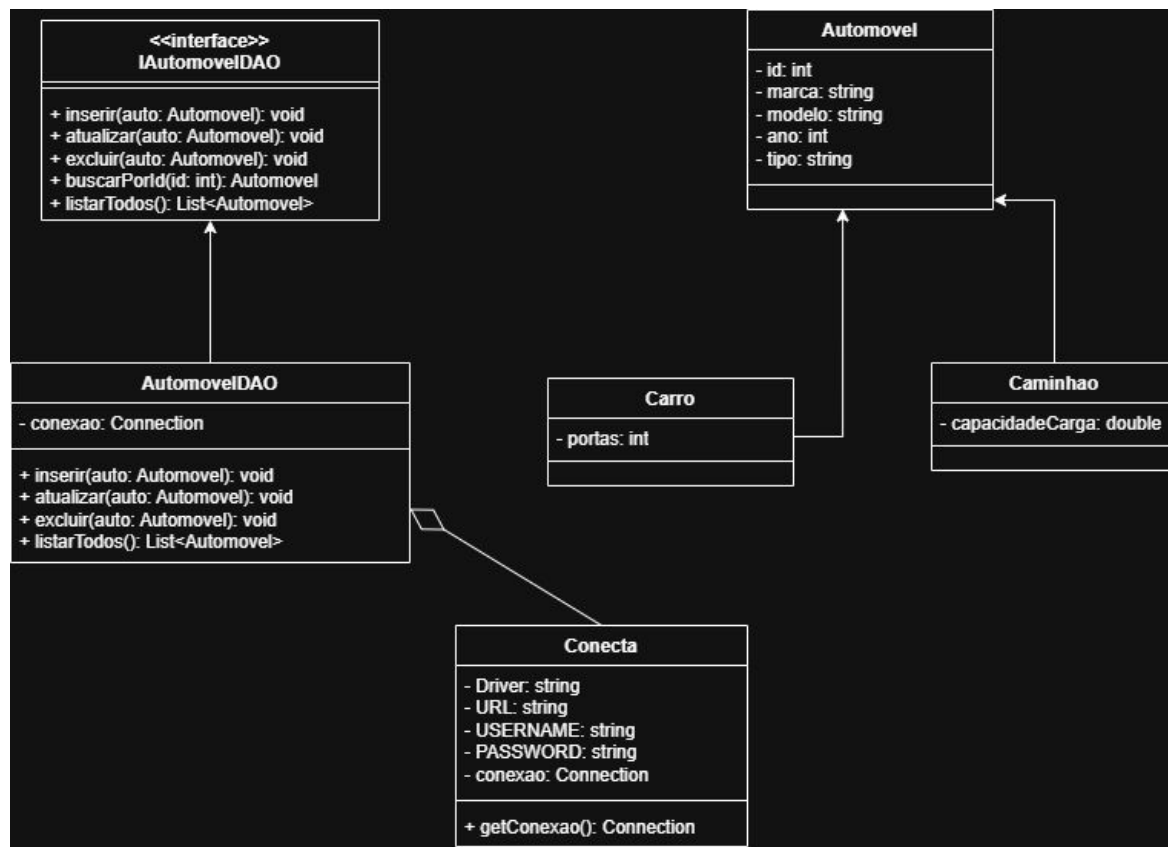 <<interface>>
IAutomovelDAO
+ inserir(auto: Automovel): void
+ atualizar(auto: Automovel): void
+ excluir(auto: Automovel): void
+ buscarPorId(id: int): Automovel
+ listarTodos(): List<Automovel>
Automovel
- id: int
- marca: string
- modelo: string
- ano: int
- tipo: string
AutomovelDAO
- conexao: Connection
+ inserir(auto: Automovel): void
+ atualizar(auto: Automovel): void
+ excluir(auto: Automovel): void
+ listarTodos(): List<Automovel>
Carro
- portas: int
Caminhao
- capacidadeCarga: double
Conecta
- Driver: string
- URL: string
- USERNAME: string
- PASSWORD: string
- conexao: Connection
+ getConexao(): Connection